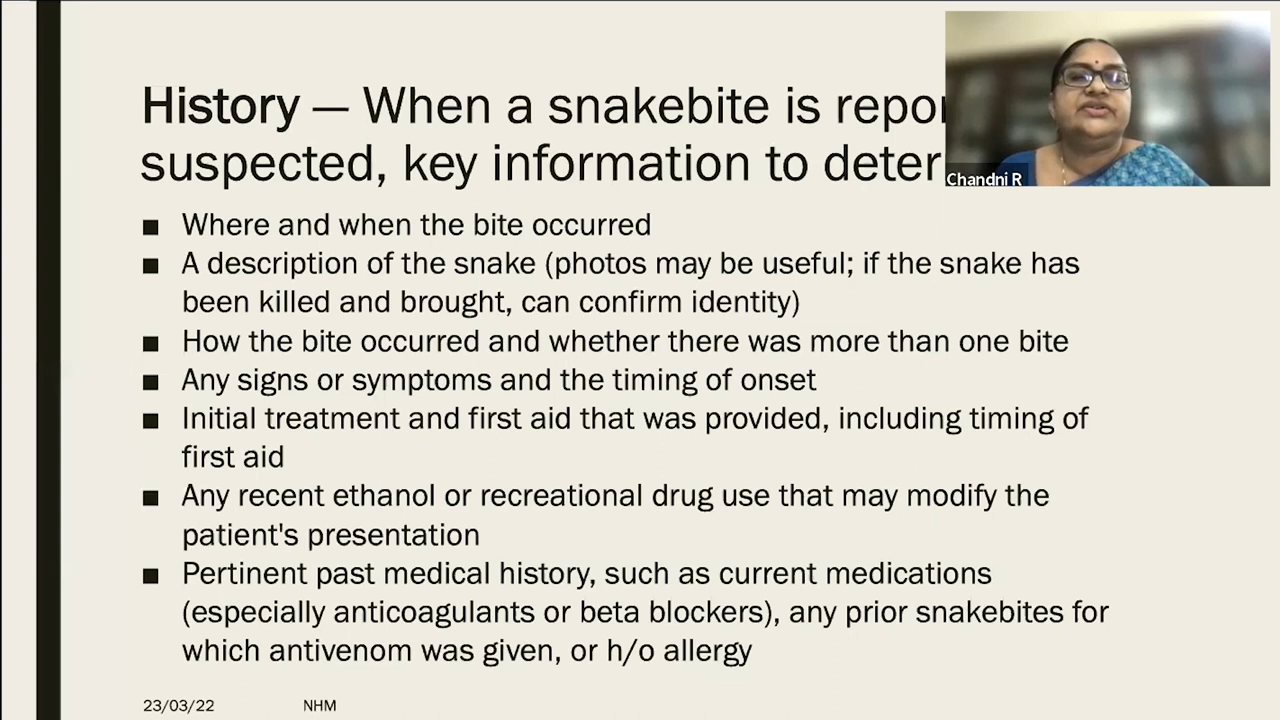 History — When a snakebite is repor
suspected, key information to deter
Chandni R
■ Where and when the bite occurred
■ A description of the snake (photos may be useful; if the snake has
been killed and brought, can confirm identity)
■ How the bite occurred and whether there was more than one bite
■ Any signs or symptoms and the timing of onset
■ Initial treatment and first aid that was provided, including timing of
first aid
■ Any recent ethanol or recreational drug use that may modify the
patient's presentation
■ Pertinent past medical history, such as current medications
(especially anticoagulants or beta blockers), any prior snakebites for
which antivenom was given, or h/o allergy
23/03/22 NHM